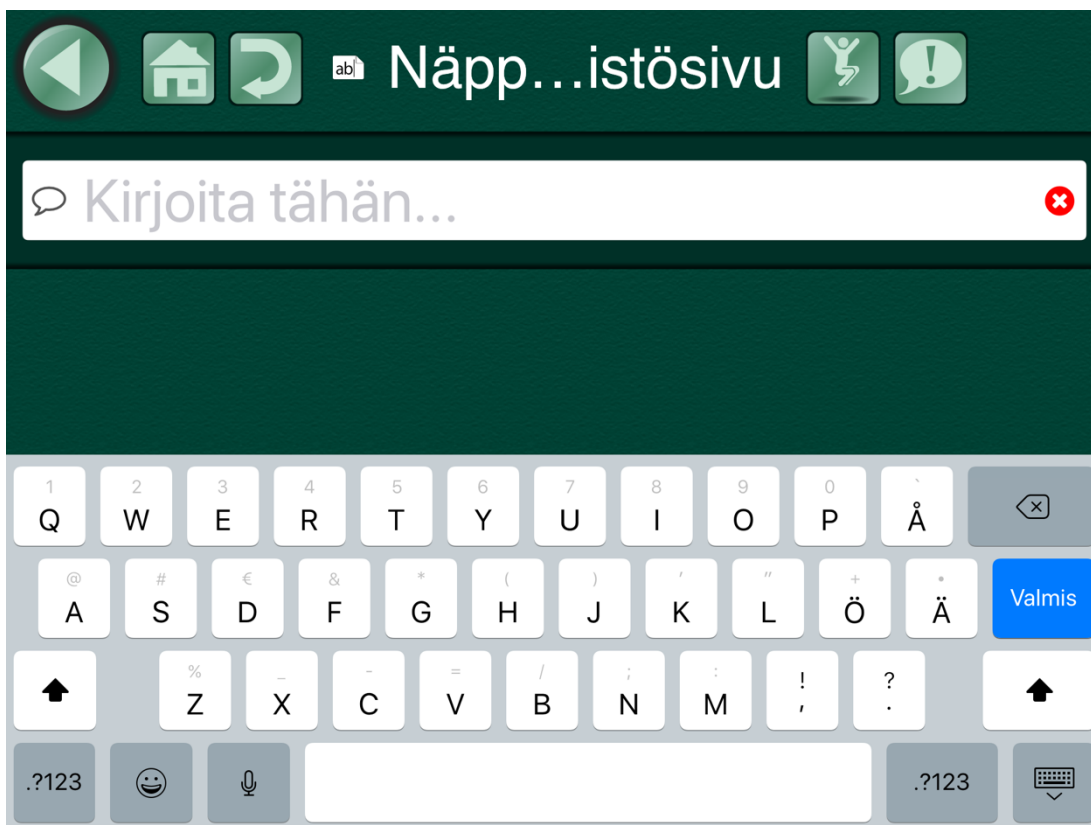 ab Näpp...istösivu
Kirjoita tähän...
1 2 3 4 5 6 7 8 9 0 `
Q W E R T Y U I O P Å
@ # € & * ( ) ' " + •
A S D F G H J K L Ö Ä Valmis
% _ - = / ; : ! ?
Z X C V B N M , .
.?123 .?123